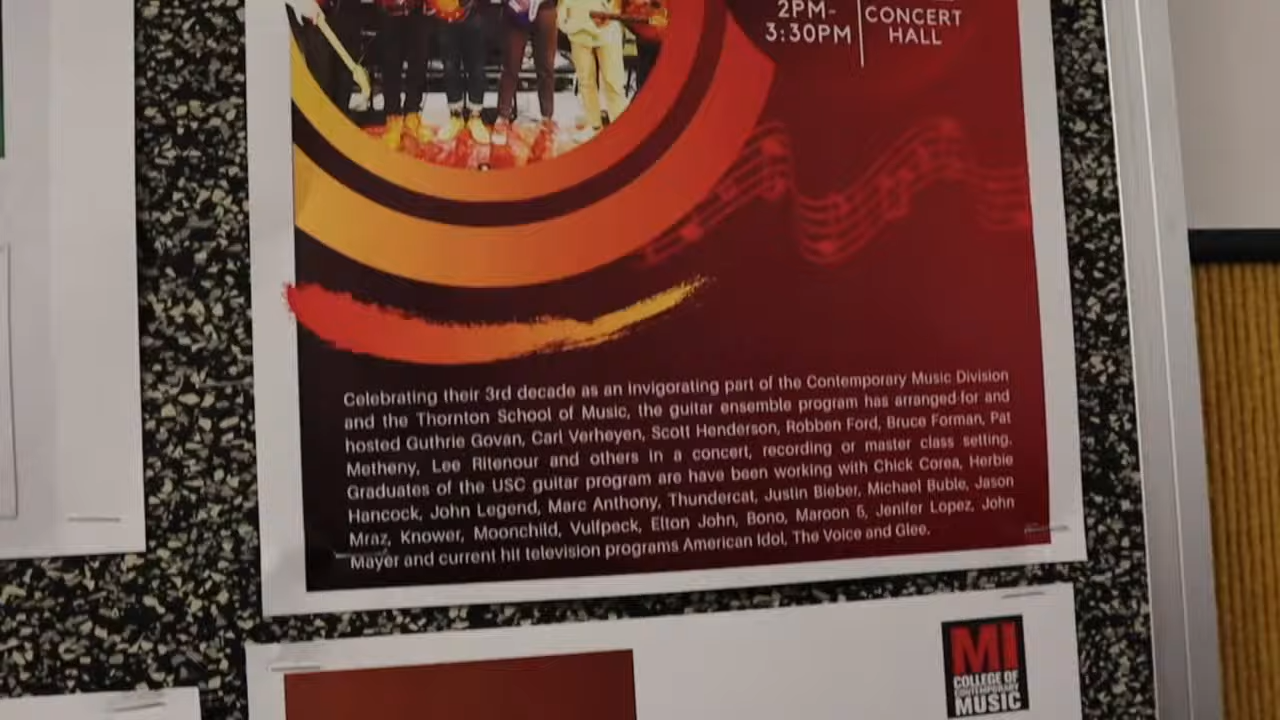 2PM-
3:30PM
CONCERT
HALL
Celebrating their 3rd decade as an invigorating part of the Contemporary Music Division
and the Thornton School of Music, the guitar ensemble program has arranged for and
hosted Guthrie Govan, Carl Verheyen, Scott Henderson, Robben Ford, Bruce Forman, Pat
Metheny, Lee Ritenour and others in a concert, recording or master class setting.
Graduates of the USC guitar program are have been working with Chick Corea, Herbie
Hancock, John Legend, Marc Anthony, Thundercat, Justin Bieber, Michael Buble, Jason
Mraz, Knower, Moonchild, Vulfpeck, Elton John, Bono, Maroon 5, Jenifer Lopez, John
Mayer and current hit television programs American Idol, The Voice and Glee.
MI
COLLEGE OF
CONTEMPORARY
MUSIC